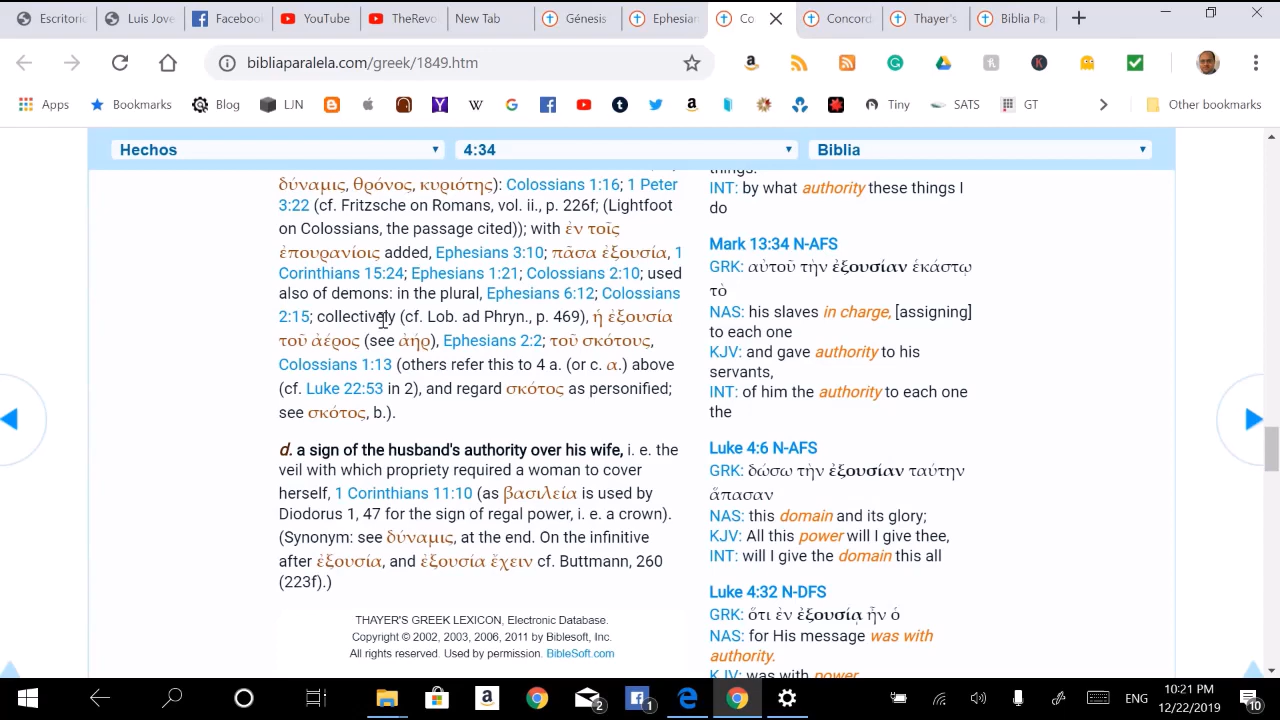 Escritorio
Luis Jove
Facebook
YouTube
TheRevo
New Tab
Génesis
Ephesian
Co
Concord
Thayer's
Biblia Pa
bibliaparalela.com/greek/1849.htm
Apps
Bookmarks
Blog
LJN
Tiny
SATS
GT
Other bookmarks
Hechos
4:34
Biblia
δύναμις, θρόνος, κυριότης): Colossians 1:16; 1 Peter
3:22 (cf. Fritzsche on Romans, vol. ii., p. 226f; (Lightfoot
on Colossians, the passage cited)); with ἐν τοῖς
ἐπουρανίοις added, Ephesians 3:10; πᾶσα ἐξουσία, 1
Corinthians 15:24; Ephesians 1:21; Colossians 2:10; used
also of demons: in the plural, Ephesians 6:12; Colossians
2:15; collectively (cf. Lob. ad Phryn., p. 469), ἡ ἐξουσία
τοῦ ἀέρος (see ἀήρ), Ephesians 2:2; τοῦ σκότους,
Colossians 1:13 (others refer this to 4 a. (or c. α.) above
(cf. Luke 22:53 in 2), and regard σκότος as personified;
see σκότος, b.).
d. a sign of the husband's authority over his wife, i. e. the
veil with which propriety required a woman to cover
herself, 1 Corinthians 11:10 (as βασιλεία is used by
Diodorus 1, 47 for the sign of regal power, i. e. a crown).
(Synonym: see δύναμις, at the end. On the infinitive
after ἐξουσία, and ἐξουσία ἔχειν cf. Buttmann, 260
(223f).)
THAYER'S GREEK LEXICON, Electronic Database.
Copyright © 2002, 2003, 2006, 2011 by Biblesoft, Inc.
All rights reserved. Used by permission. BibleSoft.com
things.
INT: by what authority these things I
do
Mark 13:34 N-AFS
GRK: αὐτοῦ τὴν ἐξουσίαν ἑκάστῳ
τὸ
NAS: his slaves in charge, [assigning]
to each one
KJV: and gave authority to his
servants,
INT: of him the authority to each one
the
Luke 4:6 N-AFS
GRK: δώσω τὴν ἐξουσίαν ταύτην
ἅπασαν
NAS: this domain and its glory;
KJV: All this power will I give thee,
INT: will I give the domain this all
Luke 4:32 N-DFS
GRK: ὅτι ἐν ἐξουσίᾳ ἦν ὁ
NAS: for His message was with
authority.
KJV: was with power.
2
1
ENG
10:21 PM
12/22/2019
10